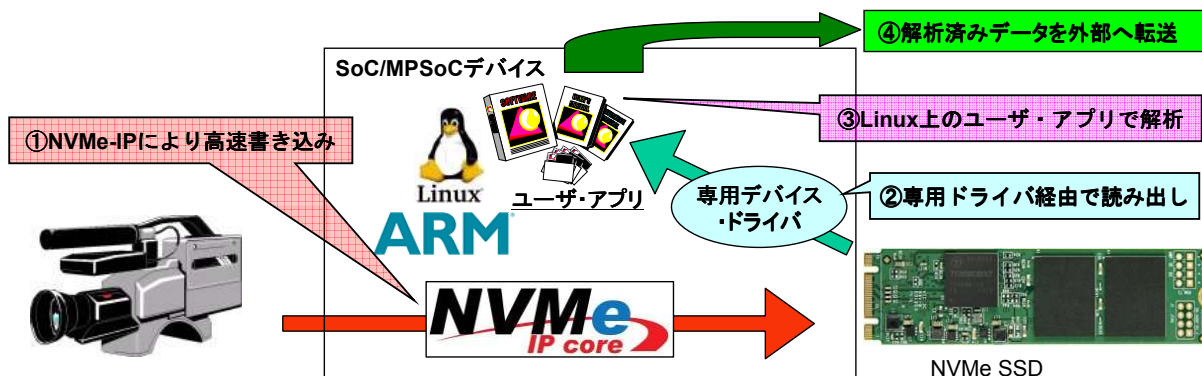 ④解析済みデータを外部へ転送
SoC/MPSoCデバイス
SOFTWARE
③Linux上のユーザ・アプリで解析
①NVMe-IPにより高速書き込み
Linux
ユーザ・アプリ
専用デバイス
・ドライバ
②専用ドライバ経由で読み出し
ARM®
NVMe
IP core
NVMe SSD